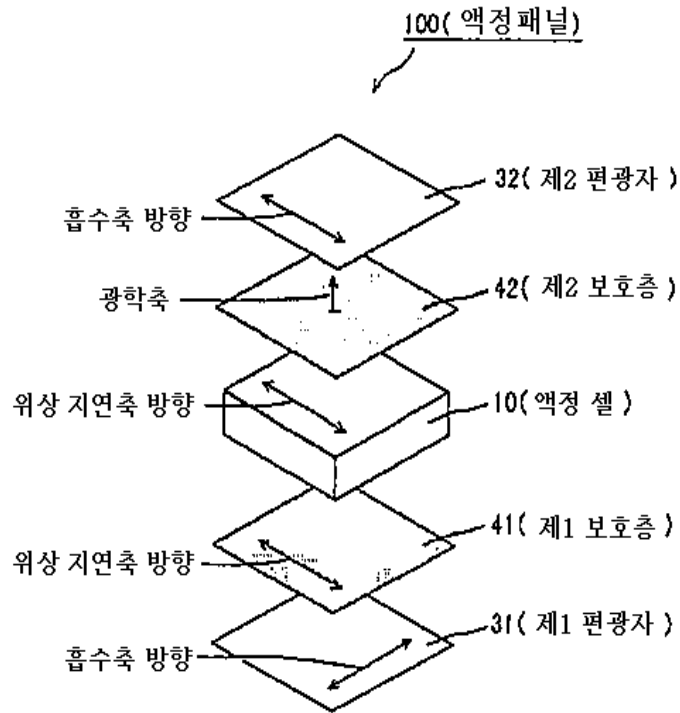 100( 액정패널)
32( 제2 편광자 )
흡수축 방향
42( 제2 보호층 )
광학축
위상 지연축 방향
10(액정 셀 )
41( 제1 보호층 )
위상 지연축 방향
31( 제1 편광자 )
흡수축 방향